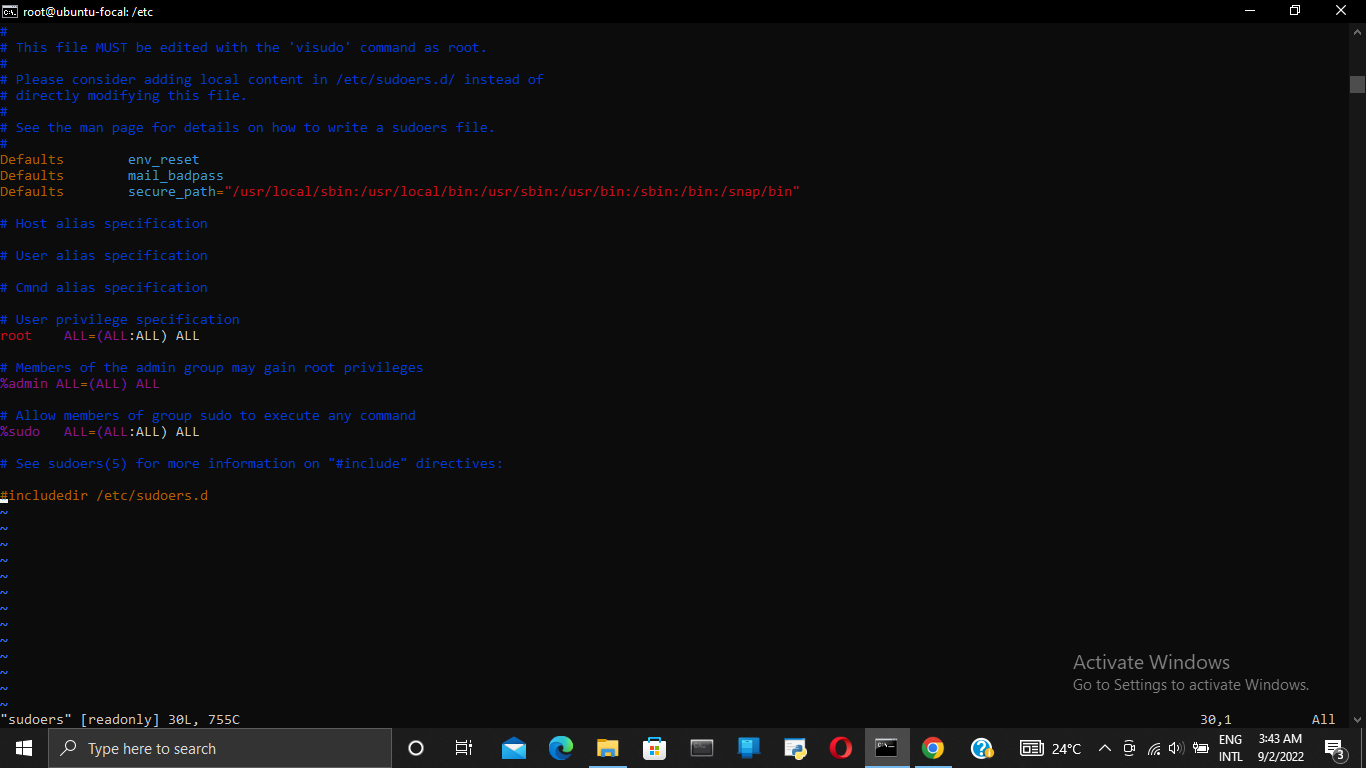 root@ubuntu-focal: /etc
#
# This file MUST be edited with the 'visudo' command as root.
#
# Please consider adding local content in /etc/sudoers.d/ instead of
# directly modifying this file.
#
# See the man page for details on how to write a sudoers file.
#
Defaults        env_reset
Defaults        mail_badpass
Defaults        secure_path="/usr/local/sbin:/usr/local/bin:/usr/sbin:/usr/bin:/sbin:/bin:/snap/bin"
# Host alias specification
# User alias specification
# Cmnd alias specification
# User privilege specification
root    ALL=(ALL:ALL) ALL
# Members of the admin group may gain root privileges
%admin ALL=(ALL) ALL
# Allow members of group sudo to execute any command
%sudo   ALL=(ALL:ALL) ALL
# See sudoers(5) for more information on "#include" directives:
#includedir /etc/sudoers.d
~
~
~
~
~
~
~
~
~
~
~
~
~
Activate Windows
Go to Settings to activate Windows.
"sudoers" [readonly] 30L, 755C 30,1 All
Type here to search
24°C
ENG
INTL
3:43 AM
9/2/2022
3